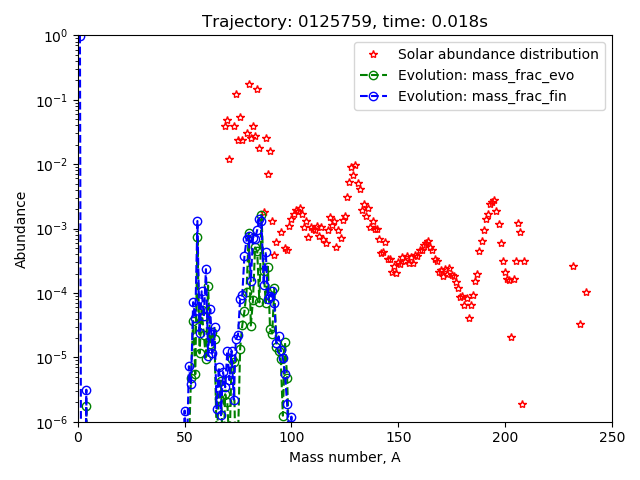 Trajectory: 0125759, time: 0.018s
Solar abundance distribution
Evolution: mass_frac_evo
Evolution: mass_frac_fin
Abundance
10^0
10^-1
10^-2
10^-3
10^-4
10^-5
10^-6
0 50 100 150 200 250
Mass number, A